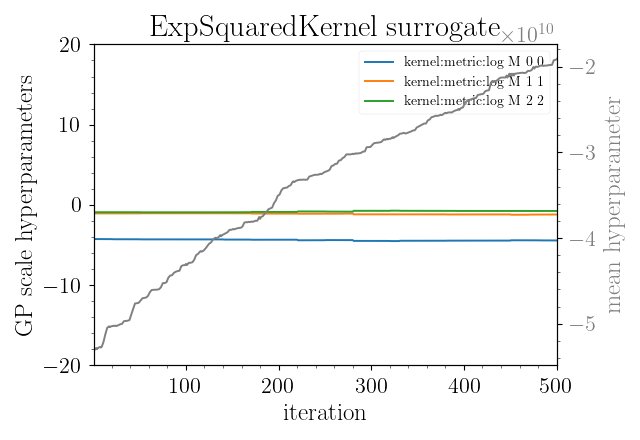 ExpSquaredKernel surrogate
×10^10
GP scale hyperparameters
20
10
0
−10
−20
kernel:metric:log M 0 0
kernel:metric:log M 1 1
kernel:metric:log M 2 2
−2
−3
−4
−5
mean hyperparameter
100
200
300
400
500
iteration